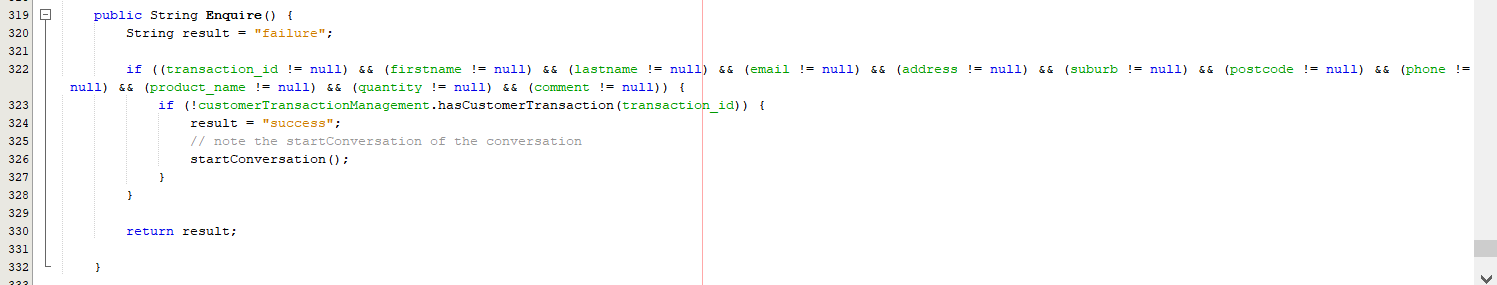 319 public String Enquire() {
320 String result = "failure";
321
322 if ((transaction_id != null) && (firstname != null) && (lastname != null) && (email != null) && (address != null) && (suburb != null) && (postcode != null) && (phone !=
null) && (product_name != null) && (quantity != null) && (comment != null)) {
323 if (!customerTransactionManagement.hasCustomerTransaction(transaction_id)) {
324 result = "success";
325 // note the startConversation of the conversation
326 startConversation();
327 }
328 }
329
330 return result;
331
332 }